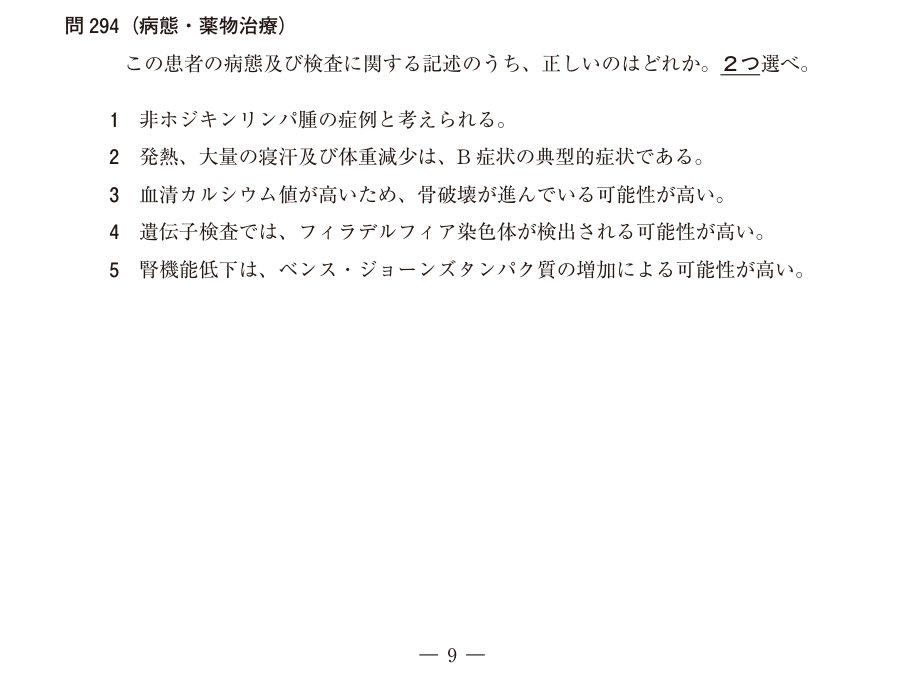 問 294（病態・薬物治療）
この患者の病態及び検査に関する記述のうち、正しいのはどれか。２つ選べ。
1　非ホジキンリンパ腫の症例と考えられる。
2　発熱、大量の寝汗及び体重減少は、B 症状の典型的症状である。
3　血清カルシウム値が高いため、骨破壊が進んでいる可能性が高い。
4　遺伝子検査では、フィラデルフィア染色体が検出される可能性が高い。
5　腎機能低下は、ベンス・ジョーンズタンパク質の増加による可能性が高い。
― 9 ―